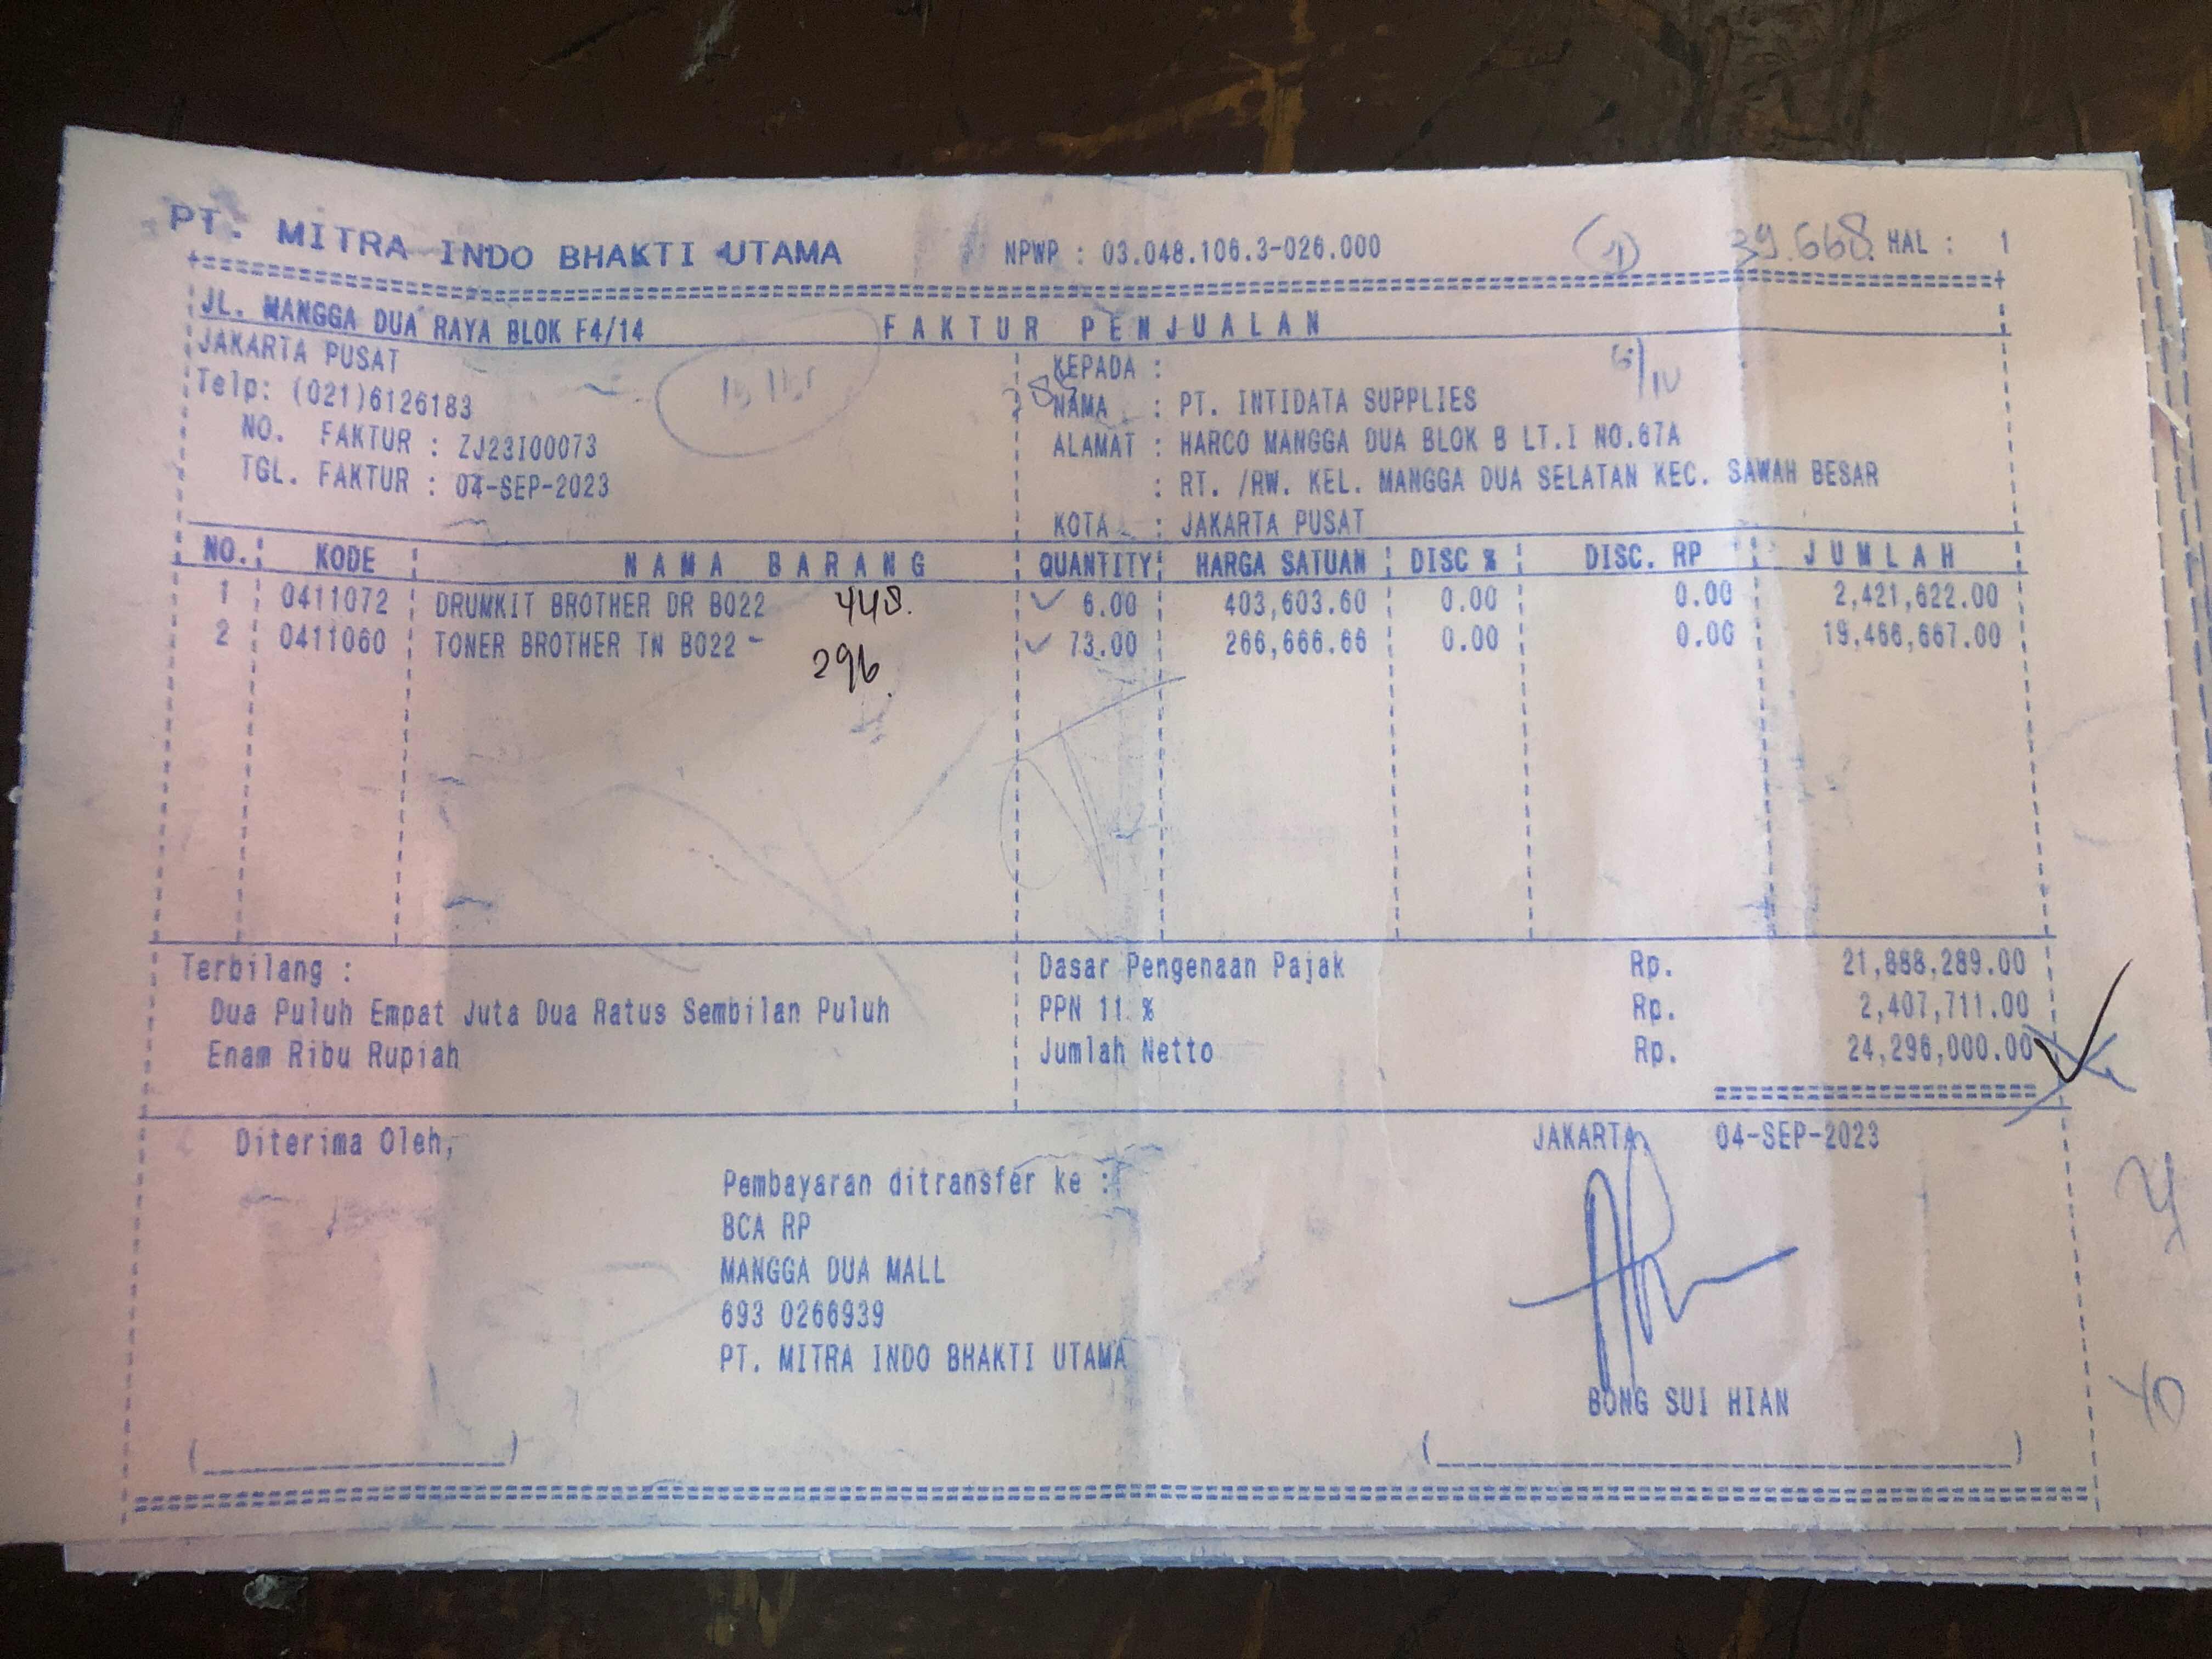 PT. MITRA INDO BHAKTI UTAMA NPWP : 03.048.106.3-026.000 (1) 39.668 HAL : 1
JL. MANGGA DUA RAYA BLOK F4/14 FAKTUR PENJUALAN
JAKARTA PUSAT KEPADA : 6/IV
Telp: (021)6126183 NAMA : PT. INTIDATA SUPPLIES
NO. FAKTUR : ZJ23I00073 ALAMAT : HARCO MANGGA DUA BLOK B LT.I NO.67A
TGL. FAKTUR : 04-SEP-2023 : RT. /RW. KEL. MANGGA DUA SELATAN KEC. SAWAH BESAR
KOTA : JAKARTA PUSAT
NO. KODE NAMA BARANG QUANTITY HARGA SATUAN DISC % DISC. RP JUMLAH
1 0411072 DRUMKIT BROTHER DR B022 448. 6.00 403,603.60 0.00 0.00 2,421,622.00
2 0411060 TONER BROTHER TN B022 - 73.00 266,666.66 0.00 0.00 19,466,667.00
296
Terbilang : Dasar Pengenaan Pajak Rp. 21,888,289.00
Dua Puluh Empat Juta Dua Ratus Sembilan Puluh PPN 11 % Rp. 2,407,711.00
Enam Ribu Rupiah Jumlah Netto Rp. 24,296,000.00
Diterima Oleh, JAKARTA, 04-SEP-2023
Pembayaran ditransfer ke :
BCA RP
MANGGA DUA MALL
693 0266939
PT. MITRA INDO BHAKTI UTAMA
BONG SUI HIAN